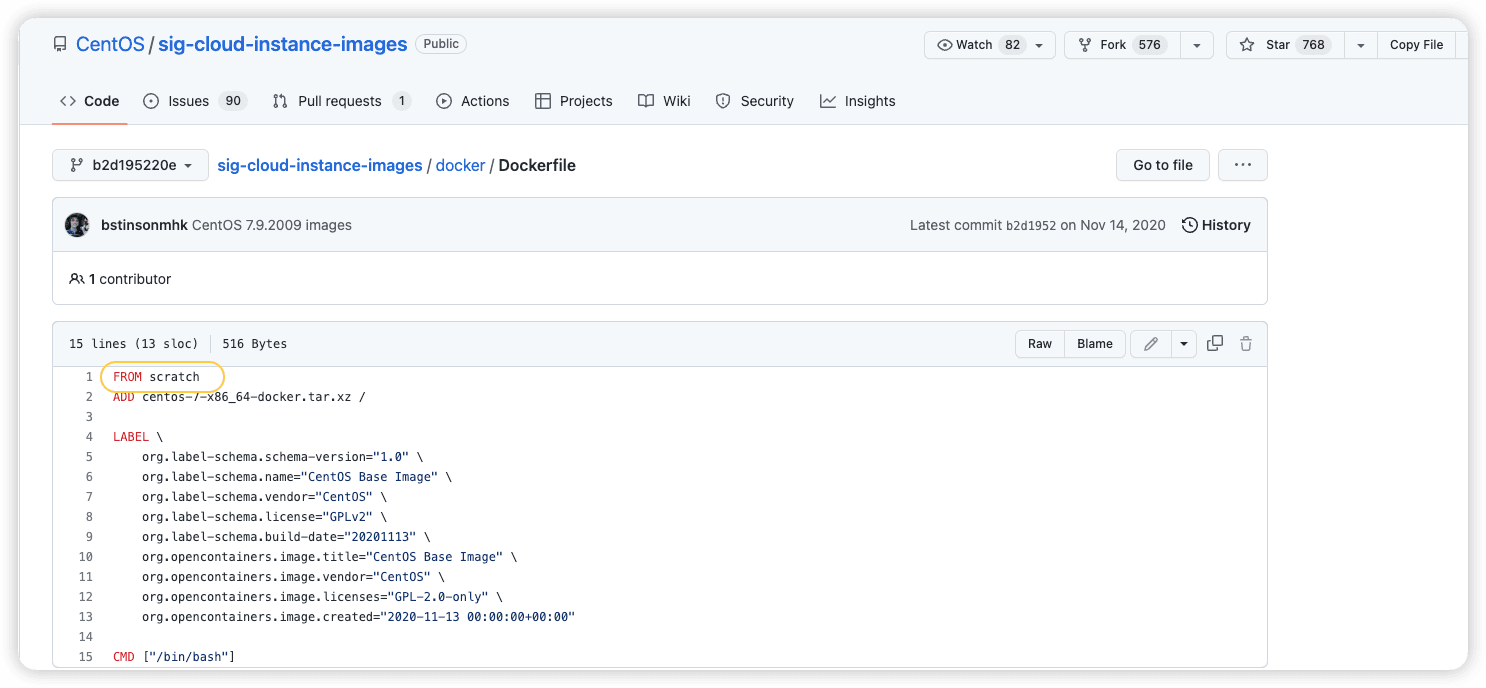 CentOS / sig-cloud-instance-images Public
Watch 82 Fork 576 Star 768 Copy File
Code Issues 90 Pull requests 1 Actions Projects Wiki Security Insights
b2d195220e sig-cloud-instance-images / docker / Dockerfile Go to file ...
bstinsonmhk CentOS 7.9.2009 images Latest commit b2d1952 on Nov 14, 2020 History
1 contributor
15 lines (13 sloc) 516 Bytes Raw Blame
1 FROM scratch
2 ADD centos-7-x86_64-docker.tar.xz /
3
4 LABEL \
5 org.label-schema.schema-version="1.0" \
6 org.label-schema.name="CentOS Base Image" \
7 org.label-schema.vendor="CentOS" \
8 org.label-schema.license="GPLv2" \
9 org.label-schema.build-date="20201113" \
10 org.opencontainers.image.title="CentOS Base Image" \
11 org.opencontainers.image.vendor="CentOS" \
12 org.opencontainers.image.licenses="GPL-2.0-only" \
13 org.opencontainers.image.created="2020-11-13 00:00:00+00:00"
14
15 CMD ["/bin/bash"]